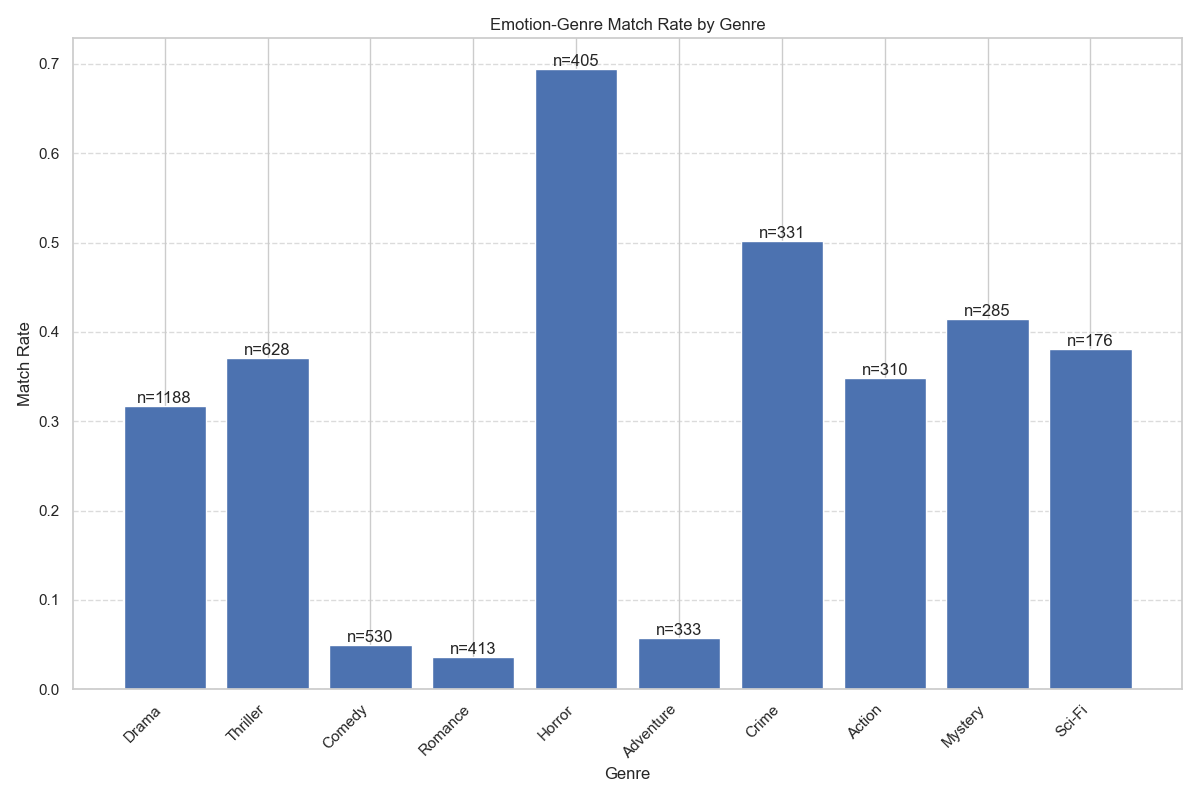 Emotion-Genre Match Rate by Genre
Match Rate
0.7
0.6
0.5
0.4
0.3
0.2
0.1
0.0
n=1188
n=628
n=530
n=413
n=405
n=333
n=331
n=310
n=285
n=176
Drama
Thriller
Comedy
Romance
Horror
Adventure
Crime
Action
Mystery
Sci-Fi
Genre